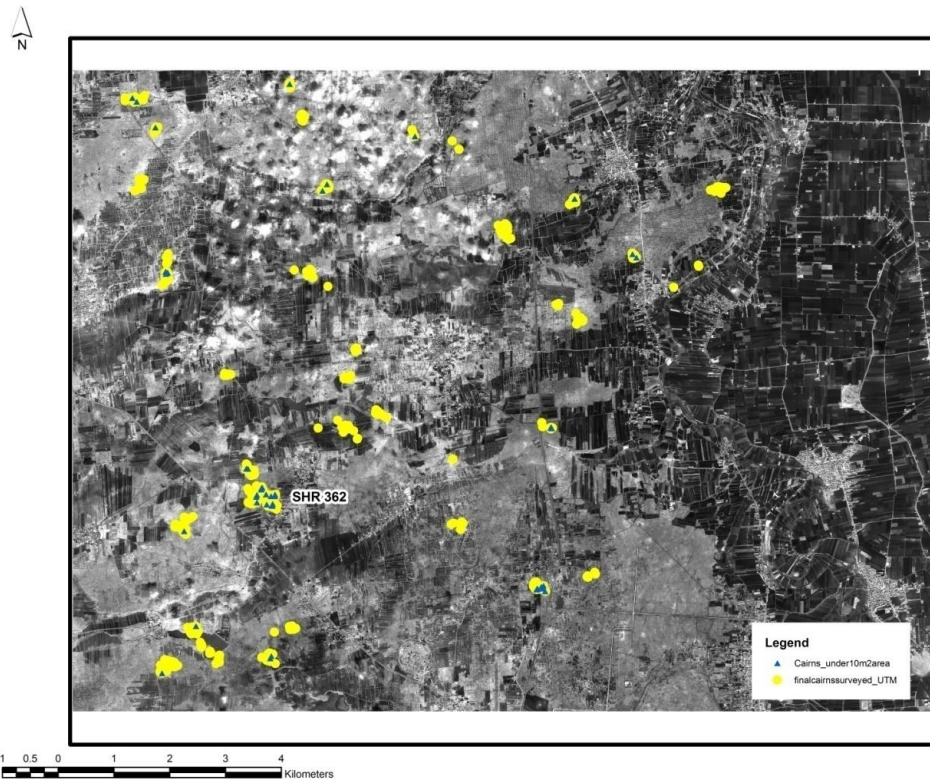 N
SHR 362
Legend
Cairns_under10m2area
finalcairnssurveyed_UTM
1 0.5 0 1 2 3 4
Kilometers